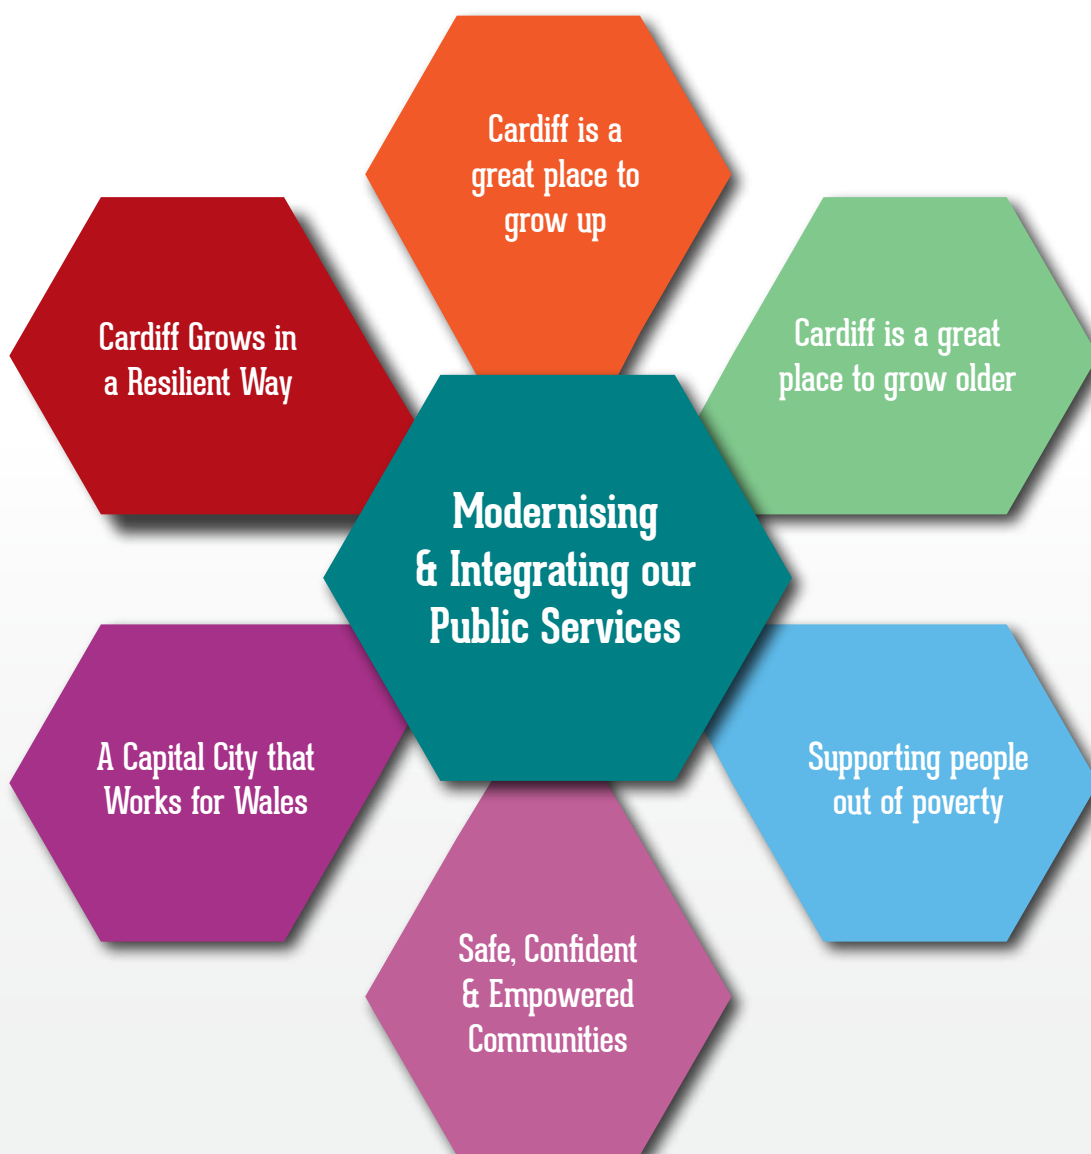 Cardiff is a
great place to
grow up
Cardiff Grows in
a Resilient Way
Cardiff is a great
place to grow older
Modernising
& Integrating our
Public Services
A Capital City that
Works for Wales
Supporting people
out of poverty
Safe, Confident
& Empowered
Communities